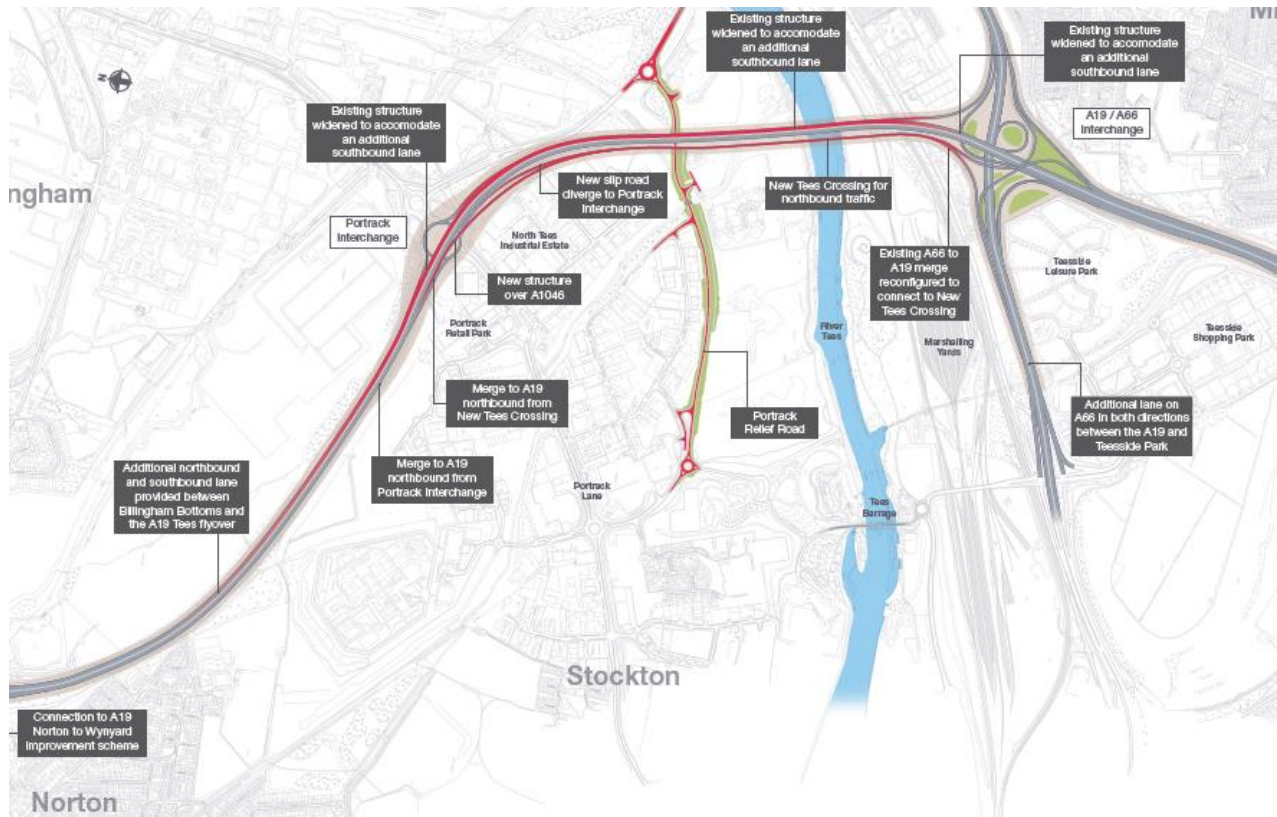 Mi
Existing structure
widened to accomodate
an additional
southbound lane
Existing structure
widened to accomodate
an additional
southbound lane
N
Existing structure
widened to accomodate
an additional
southbound lane
A19 / A66
Interchange
ngham
New slip road
diverge to Portrack
Interchange
New Tees Crossing for
northbound traffic
Portrack
Interchange
North Tees
Industrial Estate
Existing A66 to
A19 merge
reconfigured to
connect to New
Tees Crossing
Teesside
Leisure Park
New structure
over A1046
Portrack
Retail Park
River
Tees
Marshalling
Yards
Teesside
Shopping Park
Merge to A19
northbound from
New Tees Crossing
Portrack
Relief Road
Additional lane on
A66 in both directions
between the A19 and
Teesside Park
Merge to A19
northbound from
Portrack Interchange
Additional northbound
and southbound lane
provided between
Billingham Bottoms and
the A19 Tees flyover
Portrack
Lane
Tees
Barrage
Stockton
Connection to A19
Norton to Wynyard
improvement scheme
Norton